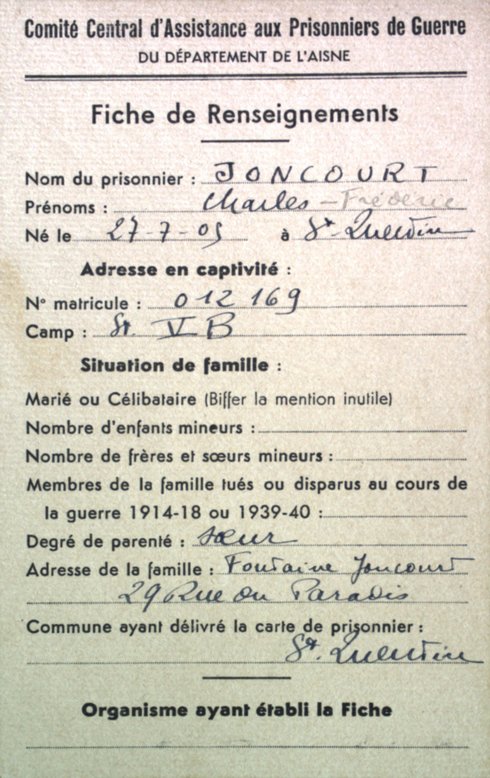 Comité Central d'Assistance aux Prisonniers de Guerre
DU DÉPARTEMENT DE L'AISNE
Fiche de Renseignements
Nom du prisonnier : JONCOURT
Prénoms : Charles - Fréderic
Né le 27-7-05 à St Quentin
Adresse en captivité :
N° matricule : 012169
Camp : St. V B
Situation de famille :
Marié ou Célibataire (Biffer la mention inutile)
Nombre d'enfants mineurs :
Nombre de frères et sœurs mineurs :
Membres de la famille tués ou disparus au cours de
la guerre 1914-18 ou 1939-40 :
Degré de parenté : sœur
Adresse de la famille : Fontaine Joncourt
29 Rue du Paradis
Commune ayant délivré la carte de prisonnier :
St. Quentin
Organisme ayant établi la Fiche